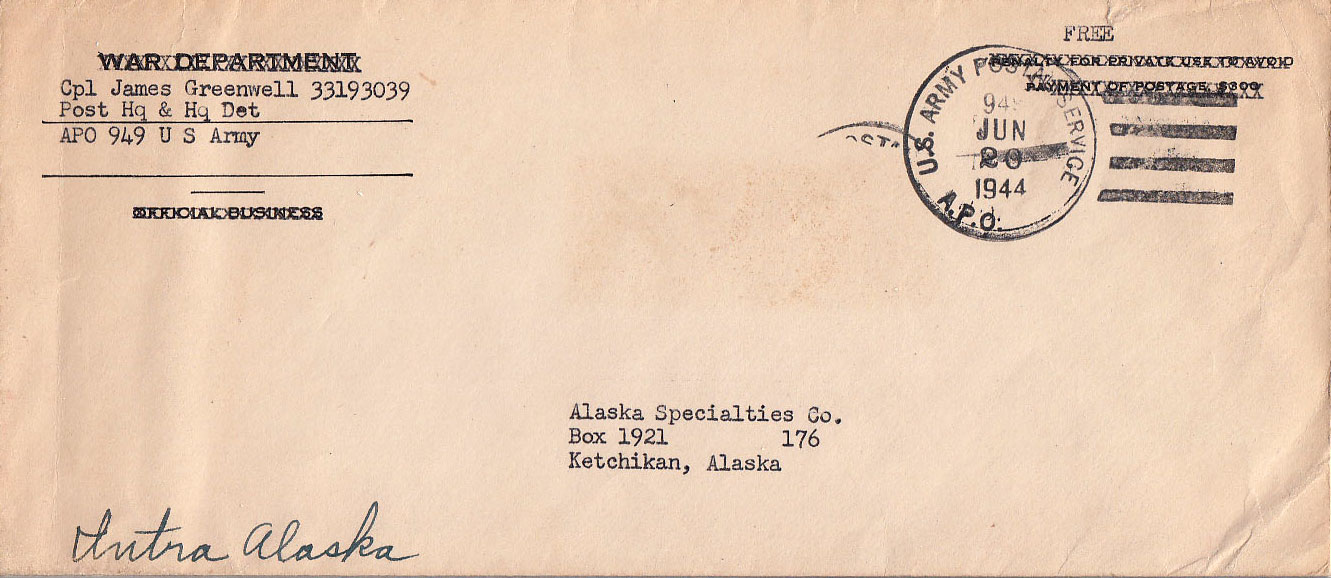 WAR DEPARTMENT
Cpl James Greenwell 33193039
Post Hq & Hq Det
APO 949 U S Army
OFFICIAL BUSINESS
FREE
PENALTY FOR PRIVATE USE TO AVOID
PAYMENT OF POSTAGE, $300
U.S. ARMY POSTAL SERVICE
949
JUN
20
1944
A.P.O.
Alaska Specialties Co.
Box 1921 176
Ketchikan, Alaska
Intra Alaska